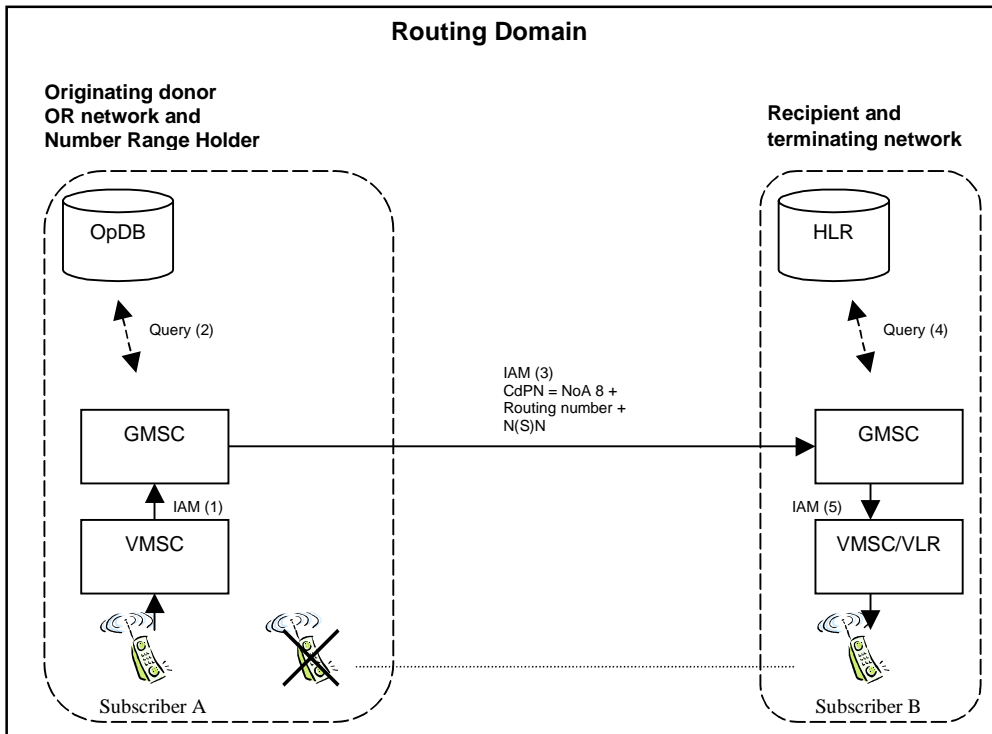 Routing Domain
Originating donor
OR network and
Number Range Holder
Recipient and
terminating network
OpDB
HLR
Query (2)
Query (4)
IAM (3)
CdPN = NoA 8 +
Routing number +
N(S)N
GMSC
GMSC
IAM (1)
IAM (5)
VMSC
VMSC/VLR
Subscriber A
Subscriber B